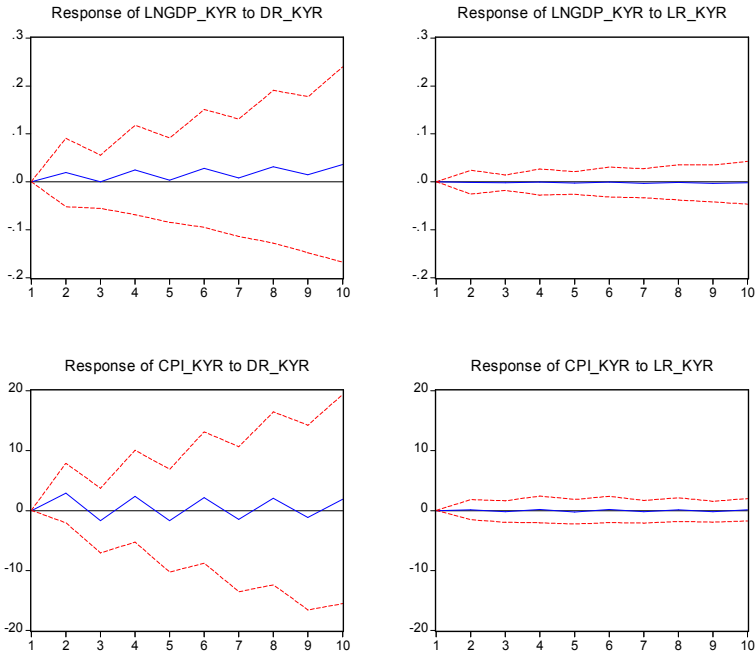 Response of LNGDP_KYR to DR_KYR
.3
.2
.1
.0
-.1
-.2
1 2 3 4 5 6 7 8 9 10
Response of LNGDP_KYR to LR_KYR
.3
.2
.1
.0
-.1
-.2
1 2 3 4 5 6 7 8 9 10
Response of CPI_KYR to DR_KYR
20
10
0
-10
-20
1 2 3 4 5 6 7 8 9 10
Response of CPI_KYR to LR_KYR
20
10
0
-10
-20
1 2 3 4 5 6 7 8 9 10